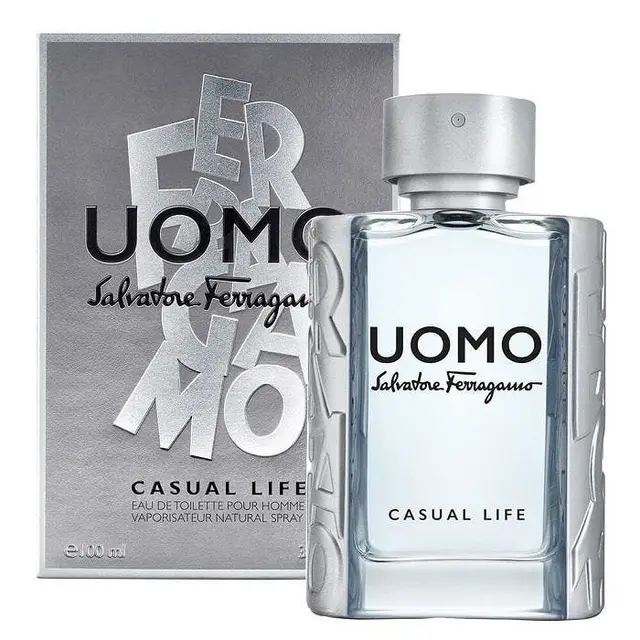 FERRAGAMO
UOMO
Salvatore Ferragamo
CASUAL LIFE
EAU DE TOILETTE POUR HOMME
VAPORISATEUR NATURAL SPRAY
e100 ml
UOMO
Salvatore Ferragamo
CASUAL LIFE